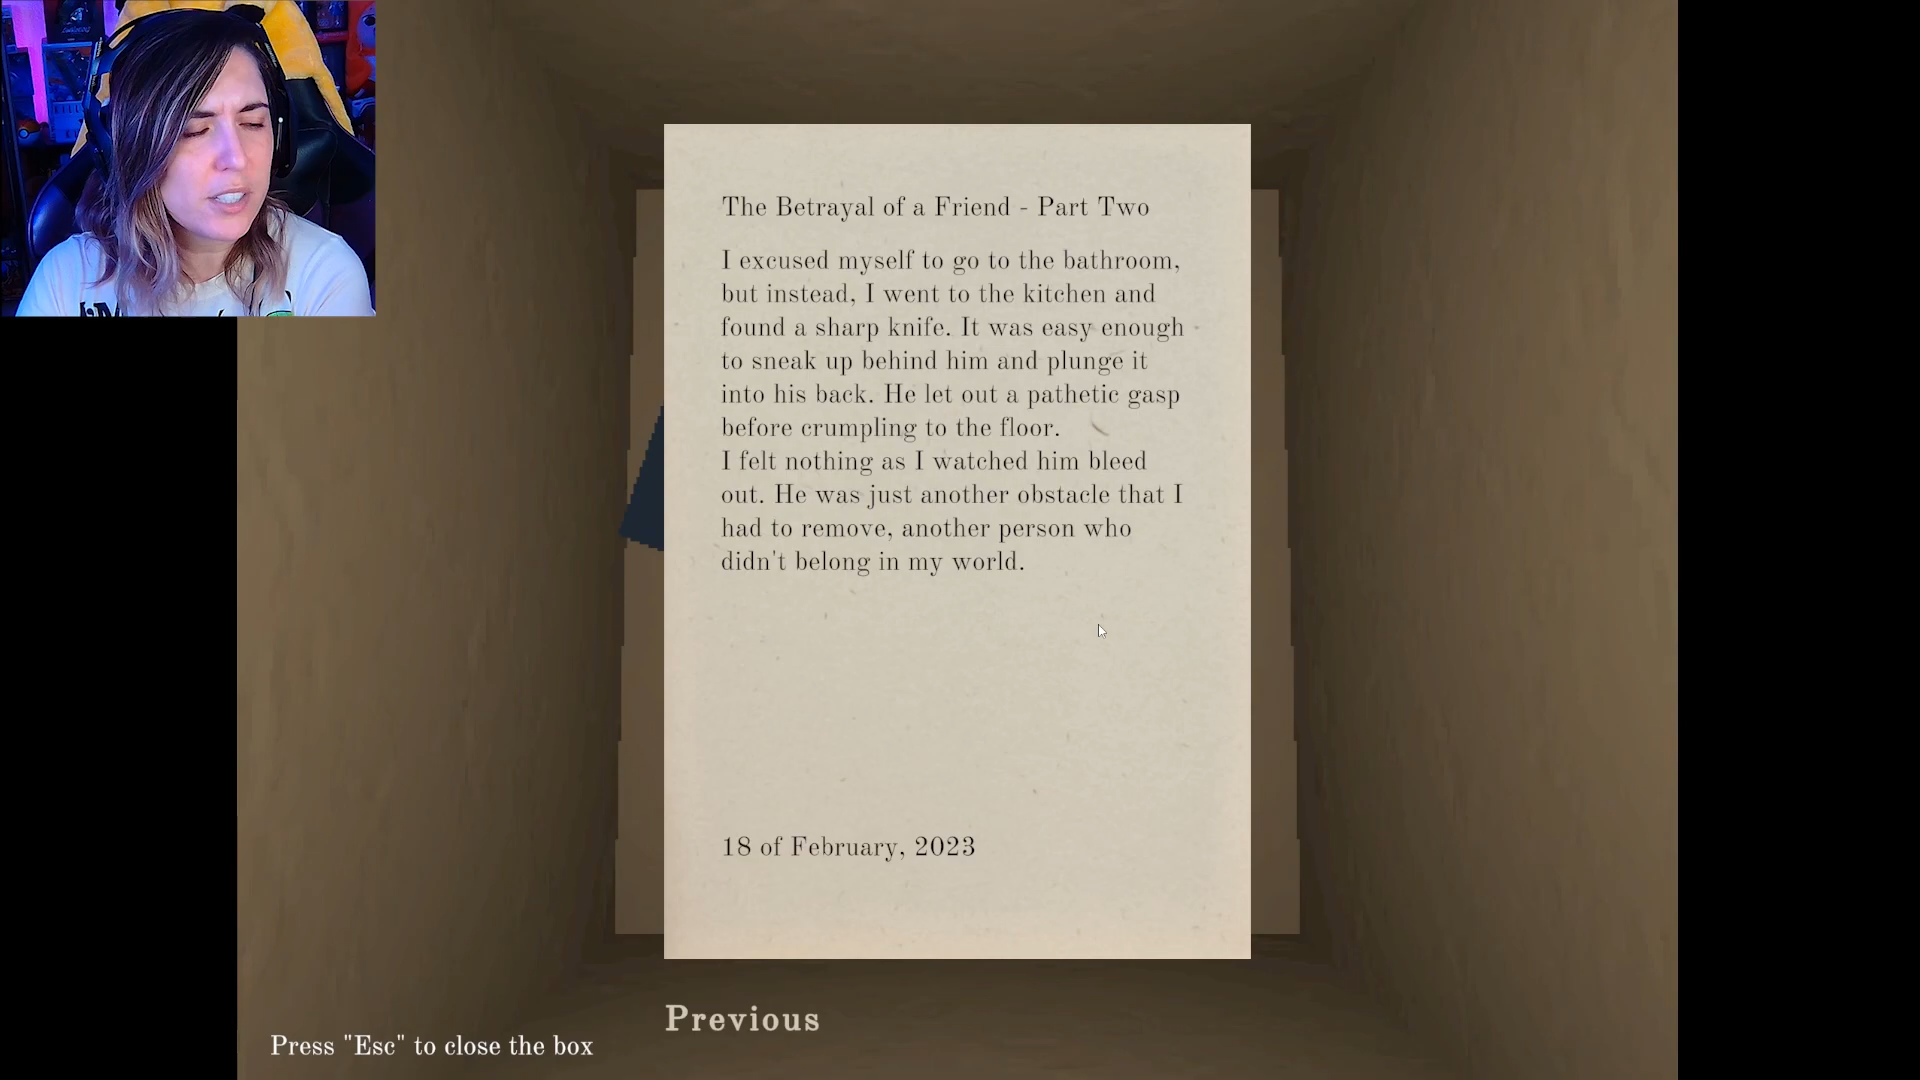 The Betrayal of a Friend - Part Two
I excused myself to go to the bathroom,
but instead, I went to the kitchen and
found a sharp knife. It was easy enough
to sneak up behind him and plunge it
into his back. He let out a pathetic gasp
before crumpling to the floor.
I felt nothing as I watched him bleed
out. He was just another obstacle that I
had to remove, another person who
didn't belong in my world.
18 of February, 2023
Previous
Press "Esc" to close the box